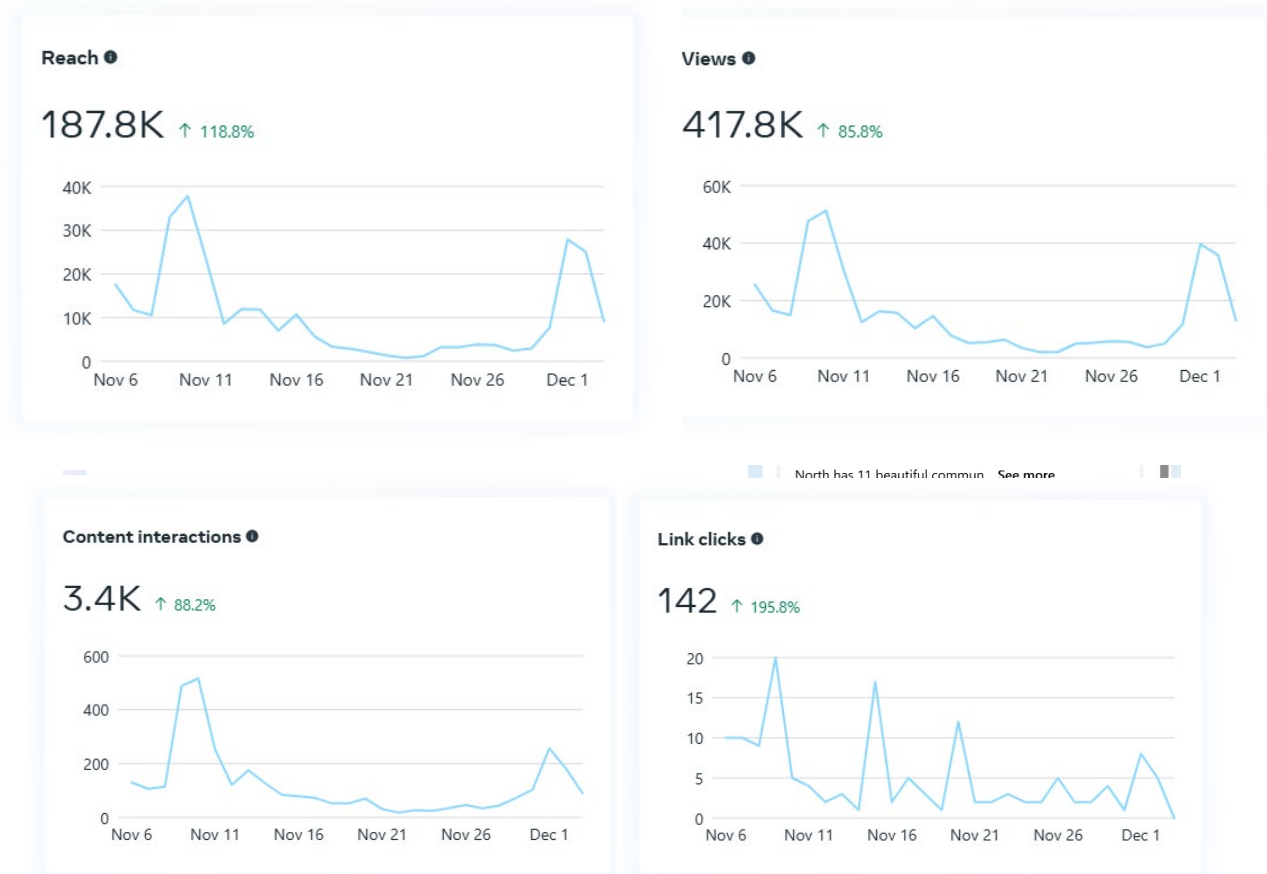 Reach
187.8K ↑ 118.8%
40K
30K
20K
10K
0
Nov 6 Nov 11 Nov 16 Nov 21 Nov 26 Dec 1
Views
417.8K ↑ 85.8%
60K
40K
20K
0
Nov 6 Nov 11 Nov 16 Nov 21 Nov 26 Dec 1
North has 11 beautiful commun... See more
Content interactions
3.4K ↑ 88.2%
600
400
200
0
Nov 6 Nov 11 Nov 16 Nov 21 Nov 26 Dec 1
Link clicks
142 ↑ 195.8%
20
15
10
5
0
Nov 6 Nov 11 Nov 16 Nov 21 Nov 26 Dec 1